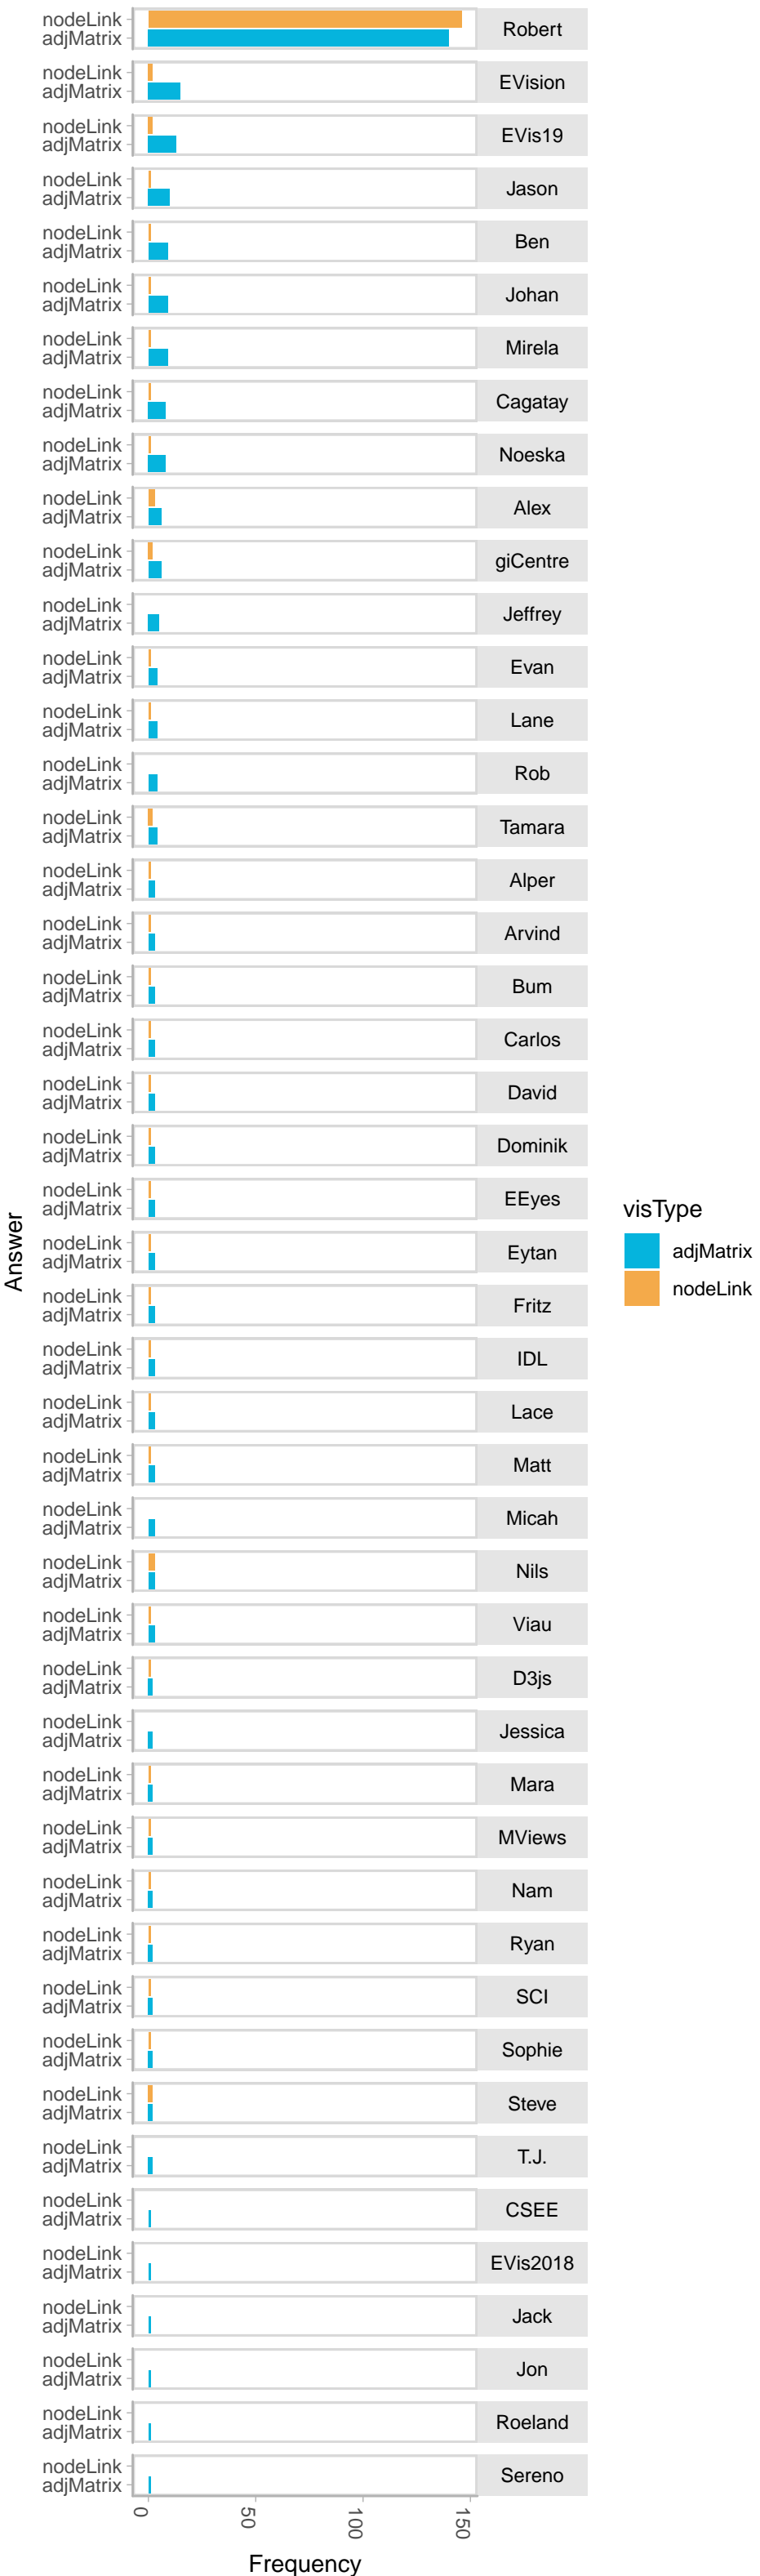 nodeLink
adjMatrix
Robert
nodeLink
adjMatrix
EVision
nodeLink
adjMatrix
EVis19
nodeLink
adjMatrix
Jason
nodeLink
adjMatrix
Ben
nodeLink
adjMatrix
Johan
nodeLink
adjMatrix
Mirela
nodeLink
adjMatrix
Cagatay
nodeLink
adjMatrix
Noeska
nodeLink
adjMatrix
Alex
nodeLink
adjMatrix
giCentre
nodeLink
adjMatrix
Jeffrey
nodeLink
adjMatrix
Evan
nodeLink
adjMatrix
Lane
nodeLink
adjMatrix
Rob
nodeLink
adjMatrix
Tamara
nodeLink
adjMatrix
Alper
nodeLink
adjMatrix
Arvind
nodeLink
adjMatrix
Bum
nodeLink
adjMatrix
Carlos
nodeLink
adjMatrix
David
nodeLink
adjMatrix
Dominik
nodeLink
adjMatrix
EEyes
nodeLink
adjMatrix
Eytan
nodeLink
adjMatrix
Fritz
nodeLink
adjMatrix
IDL
nodeLink
adjMatrix
Lace
nodeLink
adjMatrix
Matt
nodeLink
adjMatrix
Micah
nodeLink
adjMatrix
Nils
nodeLink
adjMatrix
Viau
nodeLink
adjMatrix
D3js
nodeLink
adjMatrix
Jessica
nodeLink
adjMatrix
Mara
nodeLink
adjMatrix
MViews
nodeLink
adjMatrix
Nam
nodeLink
adjMatrix
Ryan
nodeLink
adjMatrix
SCI
nodeLink
adjMatrix
Sophie
nodeLink
adjMatrix
Steve
nodeLink
adjMatrix
T.J.
nodeLink
adjMatrix
CSEE
nodeLink
adjMatrix
EVis2018
nodeLink
adjMatrix
Jack
nodeLink
adjMatrix
Jon
nodeLink
adjMatrix
Roeland
nodeLink
adjMatrix
Sereno
0
50
100
150
Frequency
Answer
visType
adjMatrix
nodeLink